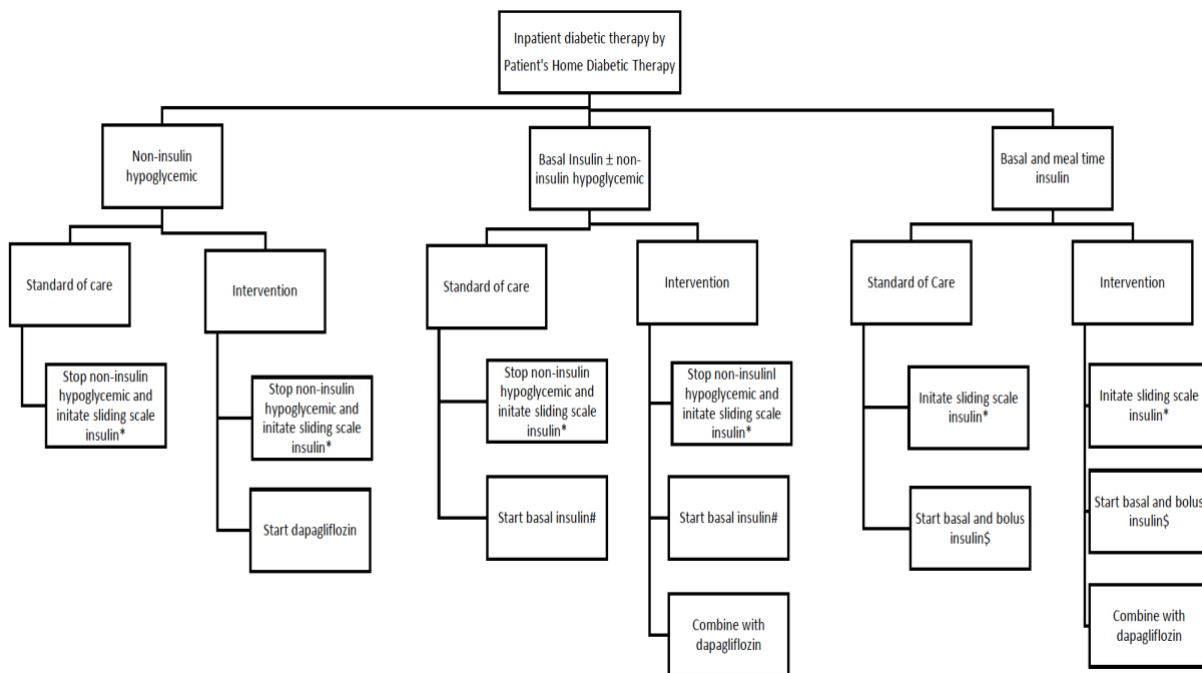 Inpatient diabetic therapy by
Patient's Home Diabetic Therapy
Non-insulin
hypoglycemic
Basal Insulin ± non-
insulin hypoglycemic
Basal and meal time
insulin
Standard of care
Intervention
Standard of care
Intervention
Standard of Care
Intervention
Stop non-insulin
hypoglycemic and
initate sliding scale
insulin*
Stop non-insulin
hypoglycemic and
initate sliding scale
insulin*
Stop non-insulin
hypoglycemic and
initate sliding scale
insulin*
Stop non-insulinl
hypoglycemic and
initate sliding scale
insulin*
Initate sliding scale
insulin*
Initate sliding scale
insulin*
Start dapagliflozin
Start basal insulin#
Start basal insulin#
Start basal and bolus
insulin$
Start basal and bolus
insulin$
Combine with
dapagliflozin
Combine with
dapagliflozin